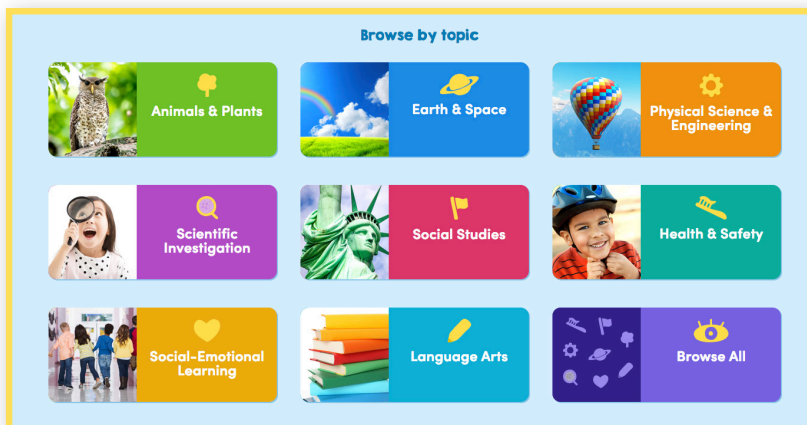 Browse by topic
Animals & Plants
Earth & Space
Physical Science &
Engineering
Scientific
Investigation
Social Studies
Health & Safety
Social-Emotional
Learning
Language Arts
Browse All